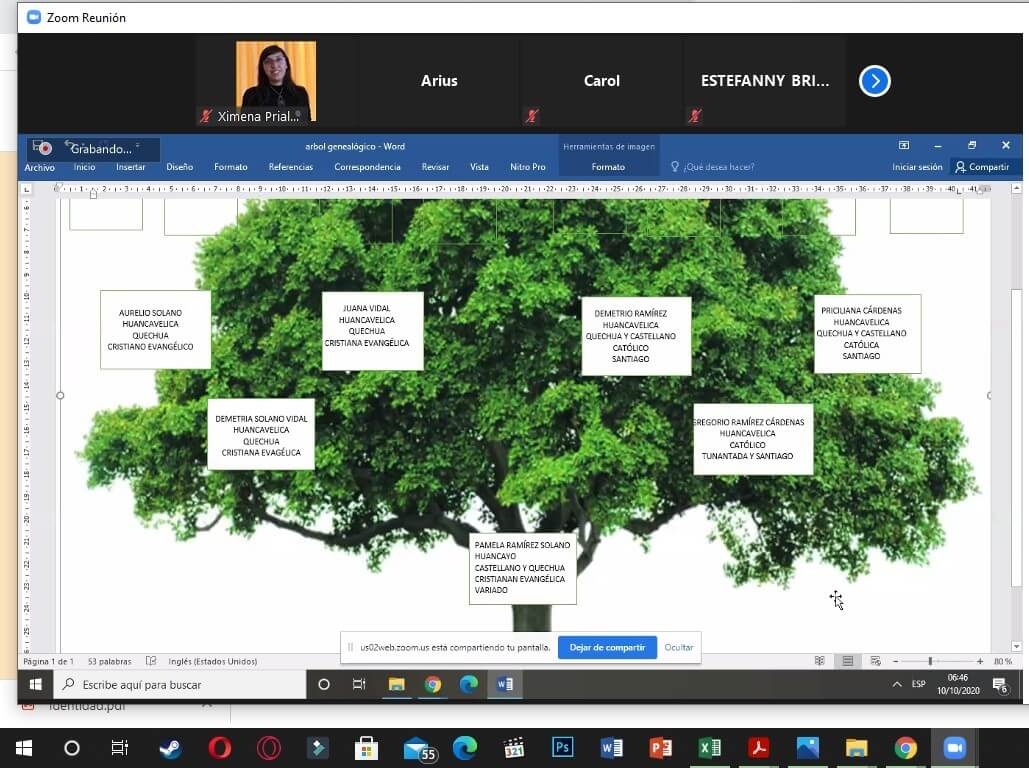 Zoom Reunión
Arius
Carol
ESTEFANNY BRI...
Ximena Prial...
Grabando...
arbol genealógico - Word
Herramientas de imagen
Archivo Inicio Insertar Diseño Formato Referencias Correspondencia Revisar Vista Nitro Pro Formato ¿Qué desea hacer? Iniciar sesión Compartir
AURELIO SOLANO
HUANCAVELICA
QUECHUA
CRISTIANO EVANGÉLICO
JUANA VIDAL
HUANCAVELICA
QUECHUA
CRISTIANA EVANGÉLICA
DEMETRIO RAMÍREZ
HUANCAVELICA
QUECHUA Y CASTELLANO
CATÓLICO
SANTIAGO
PRICILIANA CÁRDENAS
HUANCAVELICA
QUECHUA Y CASTELLANO
CATÓLICA
SANTIAGO
DEMETRIA SOLANO VIDAL
HUANCAVELICA
QUECHUA
CRISTIANA EVAGÉLICA
GREGORIO RAMÍREZ CÁRDENAS
HUANCAVELICA
CATÓLICO
TUNANTADA Y SANTIAGO
PAMELA RAMÍREZ SOLANO
HUANCAYO
CASTELLANO Y QUECHUA
CRISTIANAN EVANGÉLICA
VARIADO
us02web.zoom.us está compartiendo tu pantalla. Dejar de compartir Ocultar
Página 1 de 1 53 palabras Inglés (Estados Unidos) 80 %
Escribe aquí para buscar
ESP
06:46
10/10/2020
6
identidad.pdf
55
321
Ps